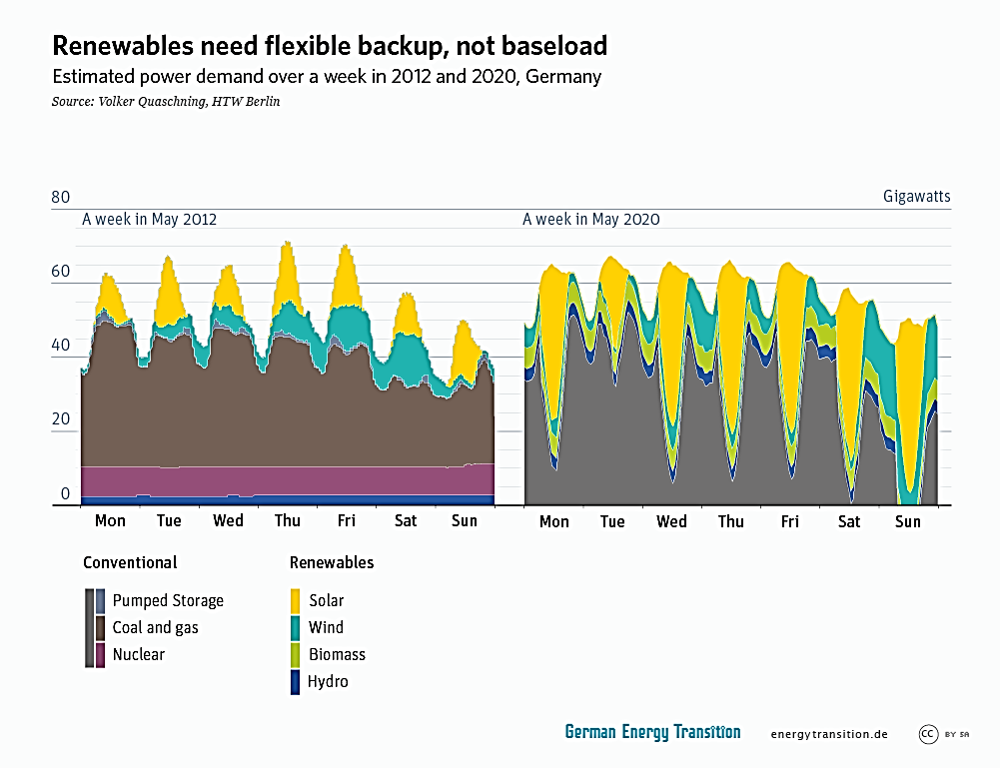 Renewables need flexible backup, not baseload
Estimated power demand over a week in 2012 and 2020, Germany
Source: Volker Quaschning, HTW Berlin
80
Gigawatts
A week in May 2012
A week in May 2020
60
40
20
0
Mon Tue Wed Thu Fri Sat Sun
Mon Tue Wed Thu Fri Sat Sun
Conventional
Pumped Storage
Coal and gas
Nuclear
Renewables
Solar
Wind
Biomass
Hydro
German Energy Transition
energytransition.de
cc BY SA